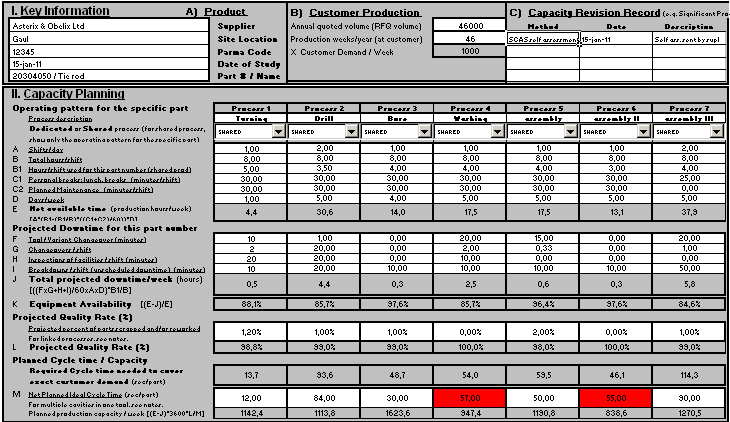 I. Key Information A) Product B) Customer Production C) Capacity Revision Record (e.g. Significant Pro
Asterix & Obelix Ltd Supplier Annual quoted volume (RFQ volume) 46000 Method Date Description
Gaul Site Location Production weeks/year (at customer) 46 SCAS self assessment 15-jan-11 Self ass.sent by supl
12345 Parma Code X Customer Demand / Week 1000
15-jan-11 Date of Study
20304050 / Tie rod Part # / Name
II. Capacity Planning
Operating pattern for the specific part Process 1 Process 2 Process 3 Process 4 Process 5 Process 6 Process 7
Process description Turning Drill Bore Washing assembly assembly II assembly III
Dedicated or Shared process (for shared process, SHARED SHARED SHARED SHARED SHARED SHARED SHARED
show only the operating pattern for the specific part)
A Shifts/day 1,00 2,00 1,00 1,00 1,00 1,00 2,00
B Total hours/shift 8,00 8,00 8,00 8,00 8,00 8,00 8,00
B1 Hours/shift used for this part number (shared prod) 5,00 3,50 4,00 4,00 4,00 3,00 4,00
C1 Personal breaks: lunch, breaks (minutes/shift) 30,00 30,00 30,00 30,00 30,00 30,00 25,00
C2 Planned Maintenance (minutes/shift) 30,00 30,00 30,00 30,00 30,00 30,00 0,00
D Days/week 1,00 5,00 4,00 5,00 5,00 5,00 5,00
E Net available time (production hours/week) 4,4 30,6 14,0 17,5 17,5 13,1 37,9
[A*(B1-(B1/B)*((C1+C2)/60))*D]
Projected Downtime for this part number
F Tool/Variant Changeover (minutes) 10 1,00 0,00 20,00 15,00 0,00 20,00
G Changeovers/shift 2 20,00 0,00 2,00 0,33 0,00 1,00
H Inspections of facilities/shift (minutes) 20 20,00 0,00 10,00 0,00 0,00 0,00
I Breakdowns/shift (unscheduled downtime) (minutes) 10 20,00 10,00 10,00 10,00 10,00 50,00
J Total projected downtime/week (hours) 0,5 4,4 0,3 2,5 0,6 0,3 5,8
[((FxG+H+I)/60xAxD)*B1/B]
K Equipment Availability [(E-J)/E] 88,1% 85,7% 97,6% 85,7% 96,4% 97,6% 84,6%
Projected Quality Rate (%)
Projected percent of parts scrapped and/or reworked 1,20% 1,00% 1,00% 0,00% 2,00% 0,00% 1,00%
For linked processes, see notes.
L Projected Quality Rate (%) 98,8% 99,0% 99,0% 100,0% 98,0% 100,0% 99,0%
Planned Cycle time / Capacity
Required Cycle time needed to cover 13,7 93,6 48,7 54,0 59,5 46,1 114,3
exact customer demand (sec/part)
M Net Planned Ideal Cycle Time (sec/part) 12,00 84,00 30,00 57,00 50,00 55,00 90,00
For multiple cavities in one tool, see notes.
Planned production capacity / week [(E-J)*3600*L/M] 1142,4 1113,8 1623,6 947,4 1190,8 838,6 1270,5